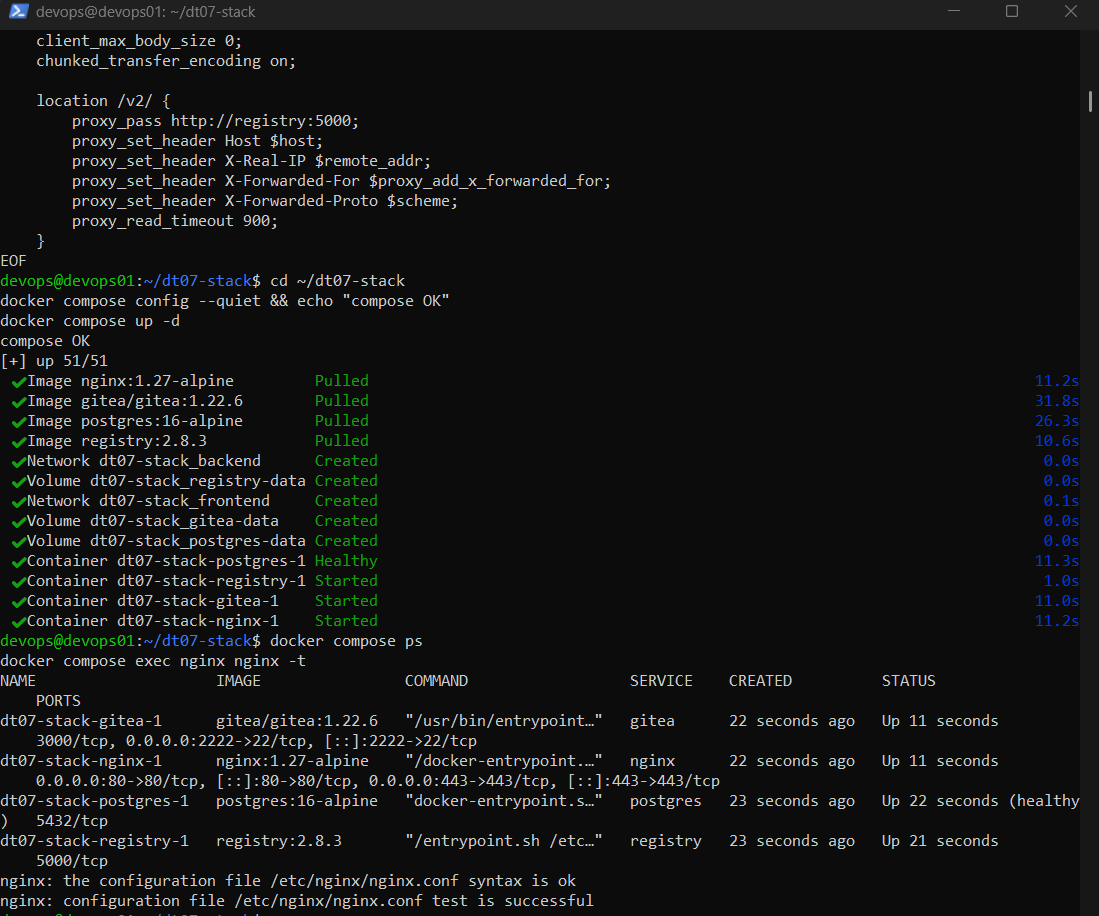 devops@devops01: ~/dt07-stack
    client_max_body_size 0;
    chunked_transfer_encoding on;

    location /v2/ {
        proxy_pass http://registry:5000;
        proxy_set_header Host $host;
        proxy_set_header X-Real-IP $remote_addr;
        proxy_set_header X-Forwarded-For $proxy_add_x_forwarded_for;
        proxy_set_header X-Forwarded-Proto $scheme;
        proxy_read_timeout 900;
    }
EOF
devops@devops01:~/dt07-stack$ cd ~/dt07-stack
docker compose config --quiet && echo "compose OK"
docker compose up -d
compose OK
[+] up 51/51
 ✔Image nginx:1.27-alpine         Pulled 11.2s
 ✔Image gitea/gitea:1.22.6        Pulled 31.8s
 ✔Image postgres:16-alpine        Pulled 26.3s
 ✔Image registry:2.8.3            Pulled 10.6s
 ✔Network dt07-stack_backend      Created 0.0s
 ✔Volume dt07-stack_registry-data Created 0.0s
 ✔Network dt07-stack_frontend     Created 0.1s
 ✔Volume dt07-stack_gitea-data    Created 0.0s
 ✔Volume dt07-stack_postgres-data Created 0.0s
 ✔Container dt07-stack-postgres-1 Healthy 11.3s
 ✔Container dt07-stack-registry-1 Started 1.0s
 ✔Container dt07-stack-gitea-1    Started 11.0s
 ✔Container dt07-stack-nginx-1    Started 11.2s
devops@devops01:~/dt07-stack$ docker compose ps
docker compose exec nginx nginx -t
NAME                    IMAGE                COMMAND                  SERVICE    CREATED          STATUS
    PORTS
dt07-stack-gitea-1      gitea/gitea:1.22.6   "/usr/bin/entrypoint…"   gitea      22 seconds ago   Up 11 seconds
    3000/tcp, 0.0.0.0:2222->22/tcp, [::]:2222->22/tcp
dt07-stack-nginx-1      nginx:1.27-alpine    "/docker-entrypoint.…"   nginx      22 seconds ago   Up 11 seconds
    0.0.0.0:80->80/tcp, [::]:80->80/tcp, 0.0.0.0:443->443/tcp, [::]:443->443/tcp
dt07-stack-postgres-1   postgres:16-alpine   "docker-entrypoint.s…"   postgres   23 seconds ago   Up 22 seconds (healthy
)   5432/tcp
dt07-stack-registry-1   registry:2.8.3       "/entrypoint.sh /etc…"   registry   23 seconds ago   Up 21 seconds
    5000/tcp
nginx: the configuration file /etc/nginx/nginx.conf syntax is ok
nginx: configuration file /etc/nginx/nginx.conf test is successful